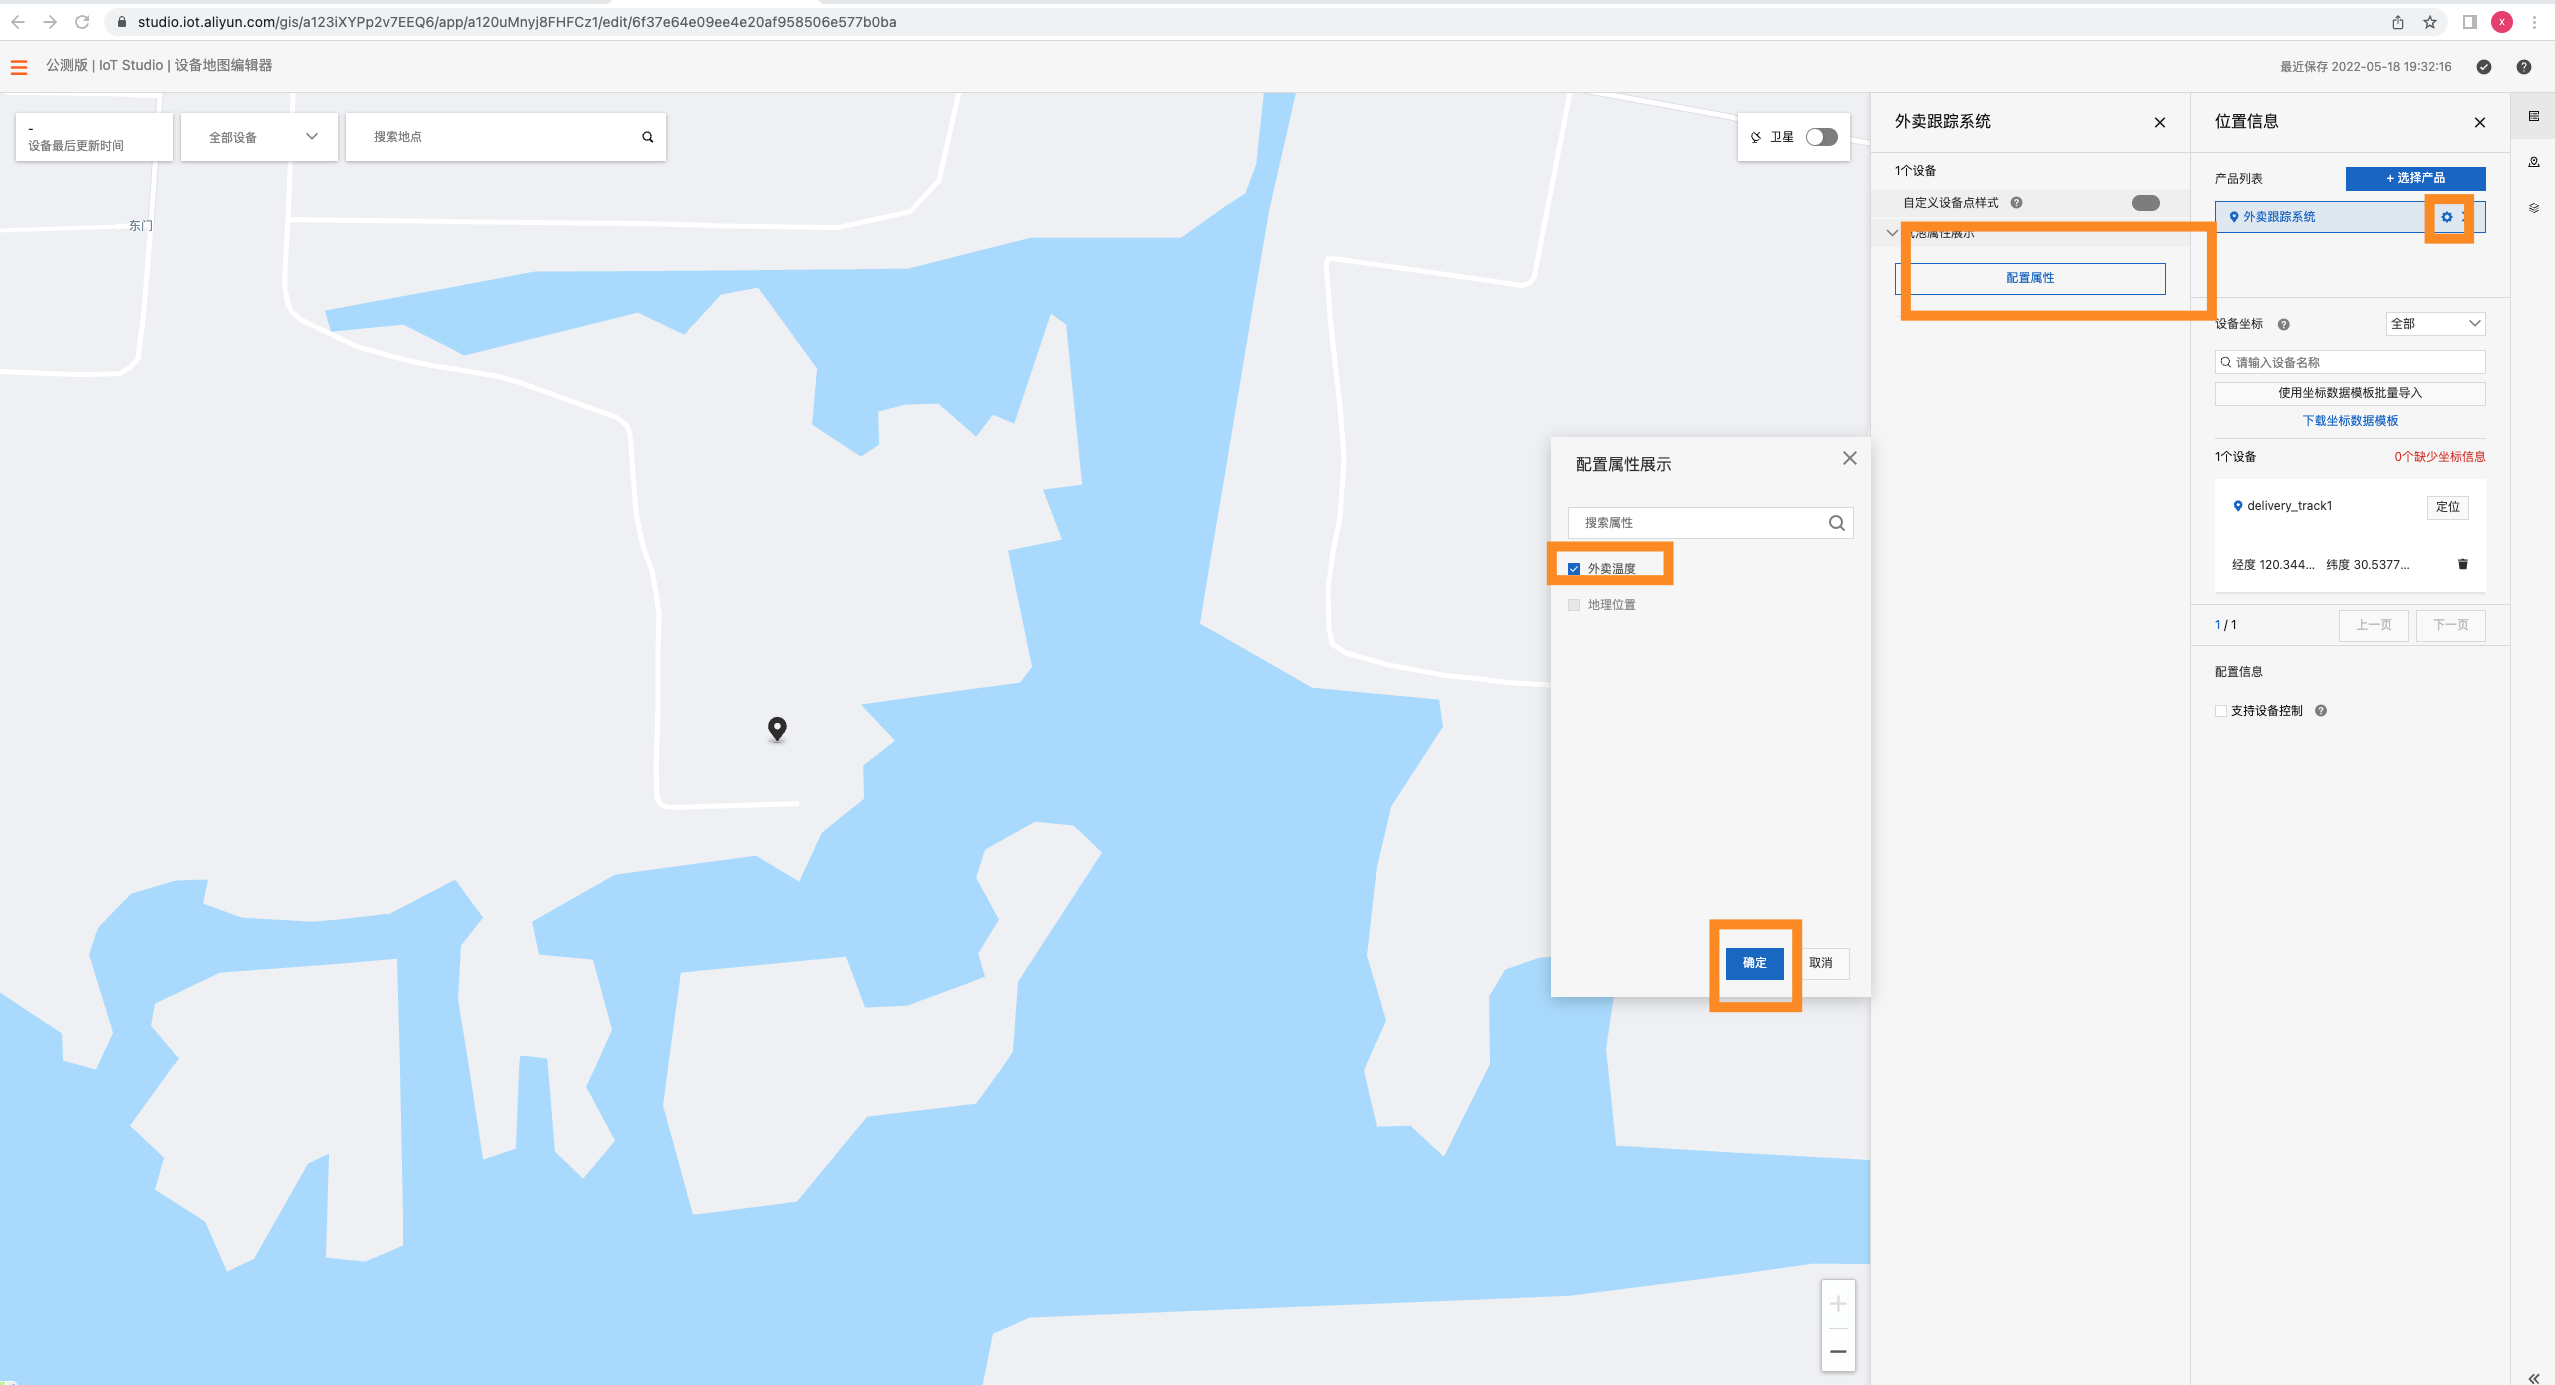 studio.iot.aliyun.com/gis/a123iXYPp2v7EEQ6/app/a120uMnyj8FHFCz1/edit/6f37e64e09ee4e20af958506e577b0ba
X
公测版 | IoT Studio | 设备地图编辑器
最近保存 2022-05-18 19:32:16
-
设备最后更新时间
全部设备
搜索地点
卫星
东门
外卖跟踪系统
1个设备
自定义设备点样式
属性展示
配置属性
位置信息
产品列表
+ 选择产品
外卖跟踪系统
设备坐标
全部
请输入设备名称
使用坐标数据模板批量导入
下载坐标数据模板
1个设备
0个缺少坐标信息
delivery_track1
定位
经度 120.344...
纬度 30.5377...
1 / 1
上一页
下一页
配置信息
支持设备控制
配置属性展示
搜索属性
外卖温度
地理位置
确定
取消